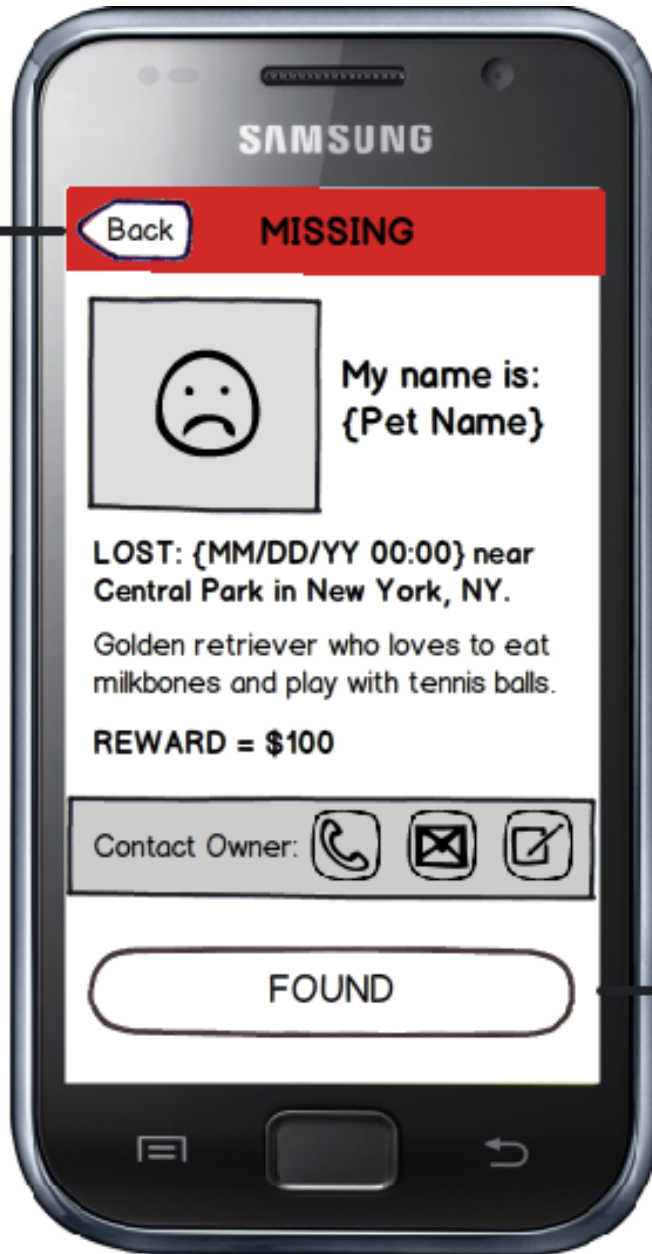 SAMSUNG
Back
MISSING
My name is:
{Pet Name}
LOST: {MM/DD/YY 00:00} near
Central Park in New York, NY.
Golden retriever who loves to eat
milkbones and play with tennis balls.
REWARD = $100
Contact Owner:
FOUND